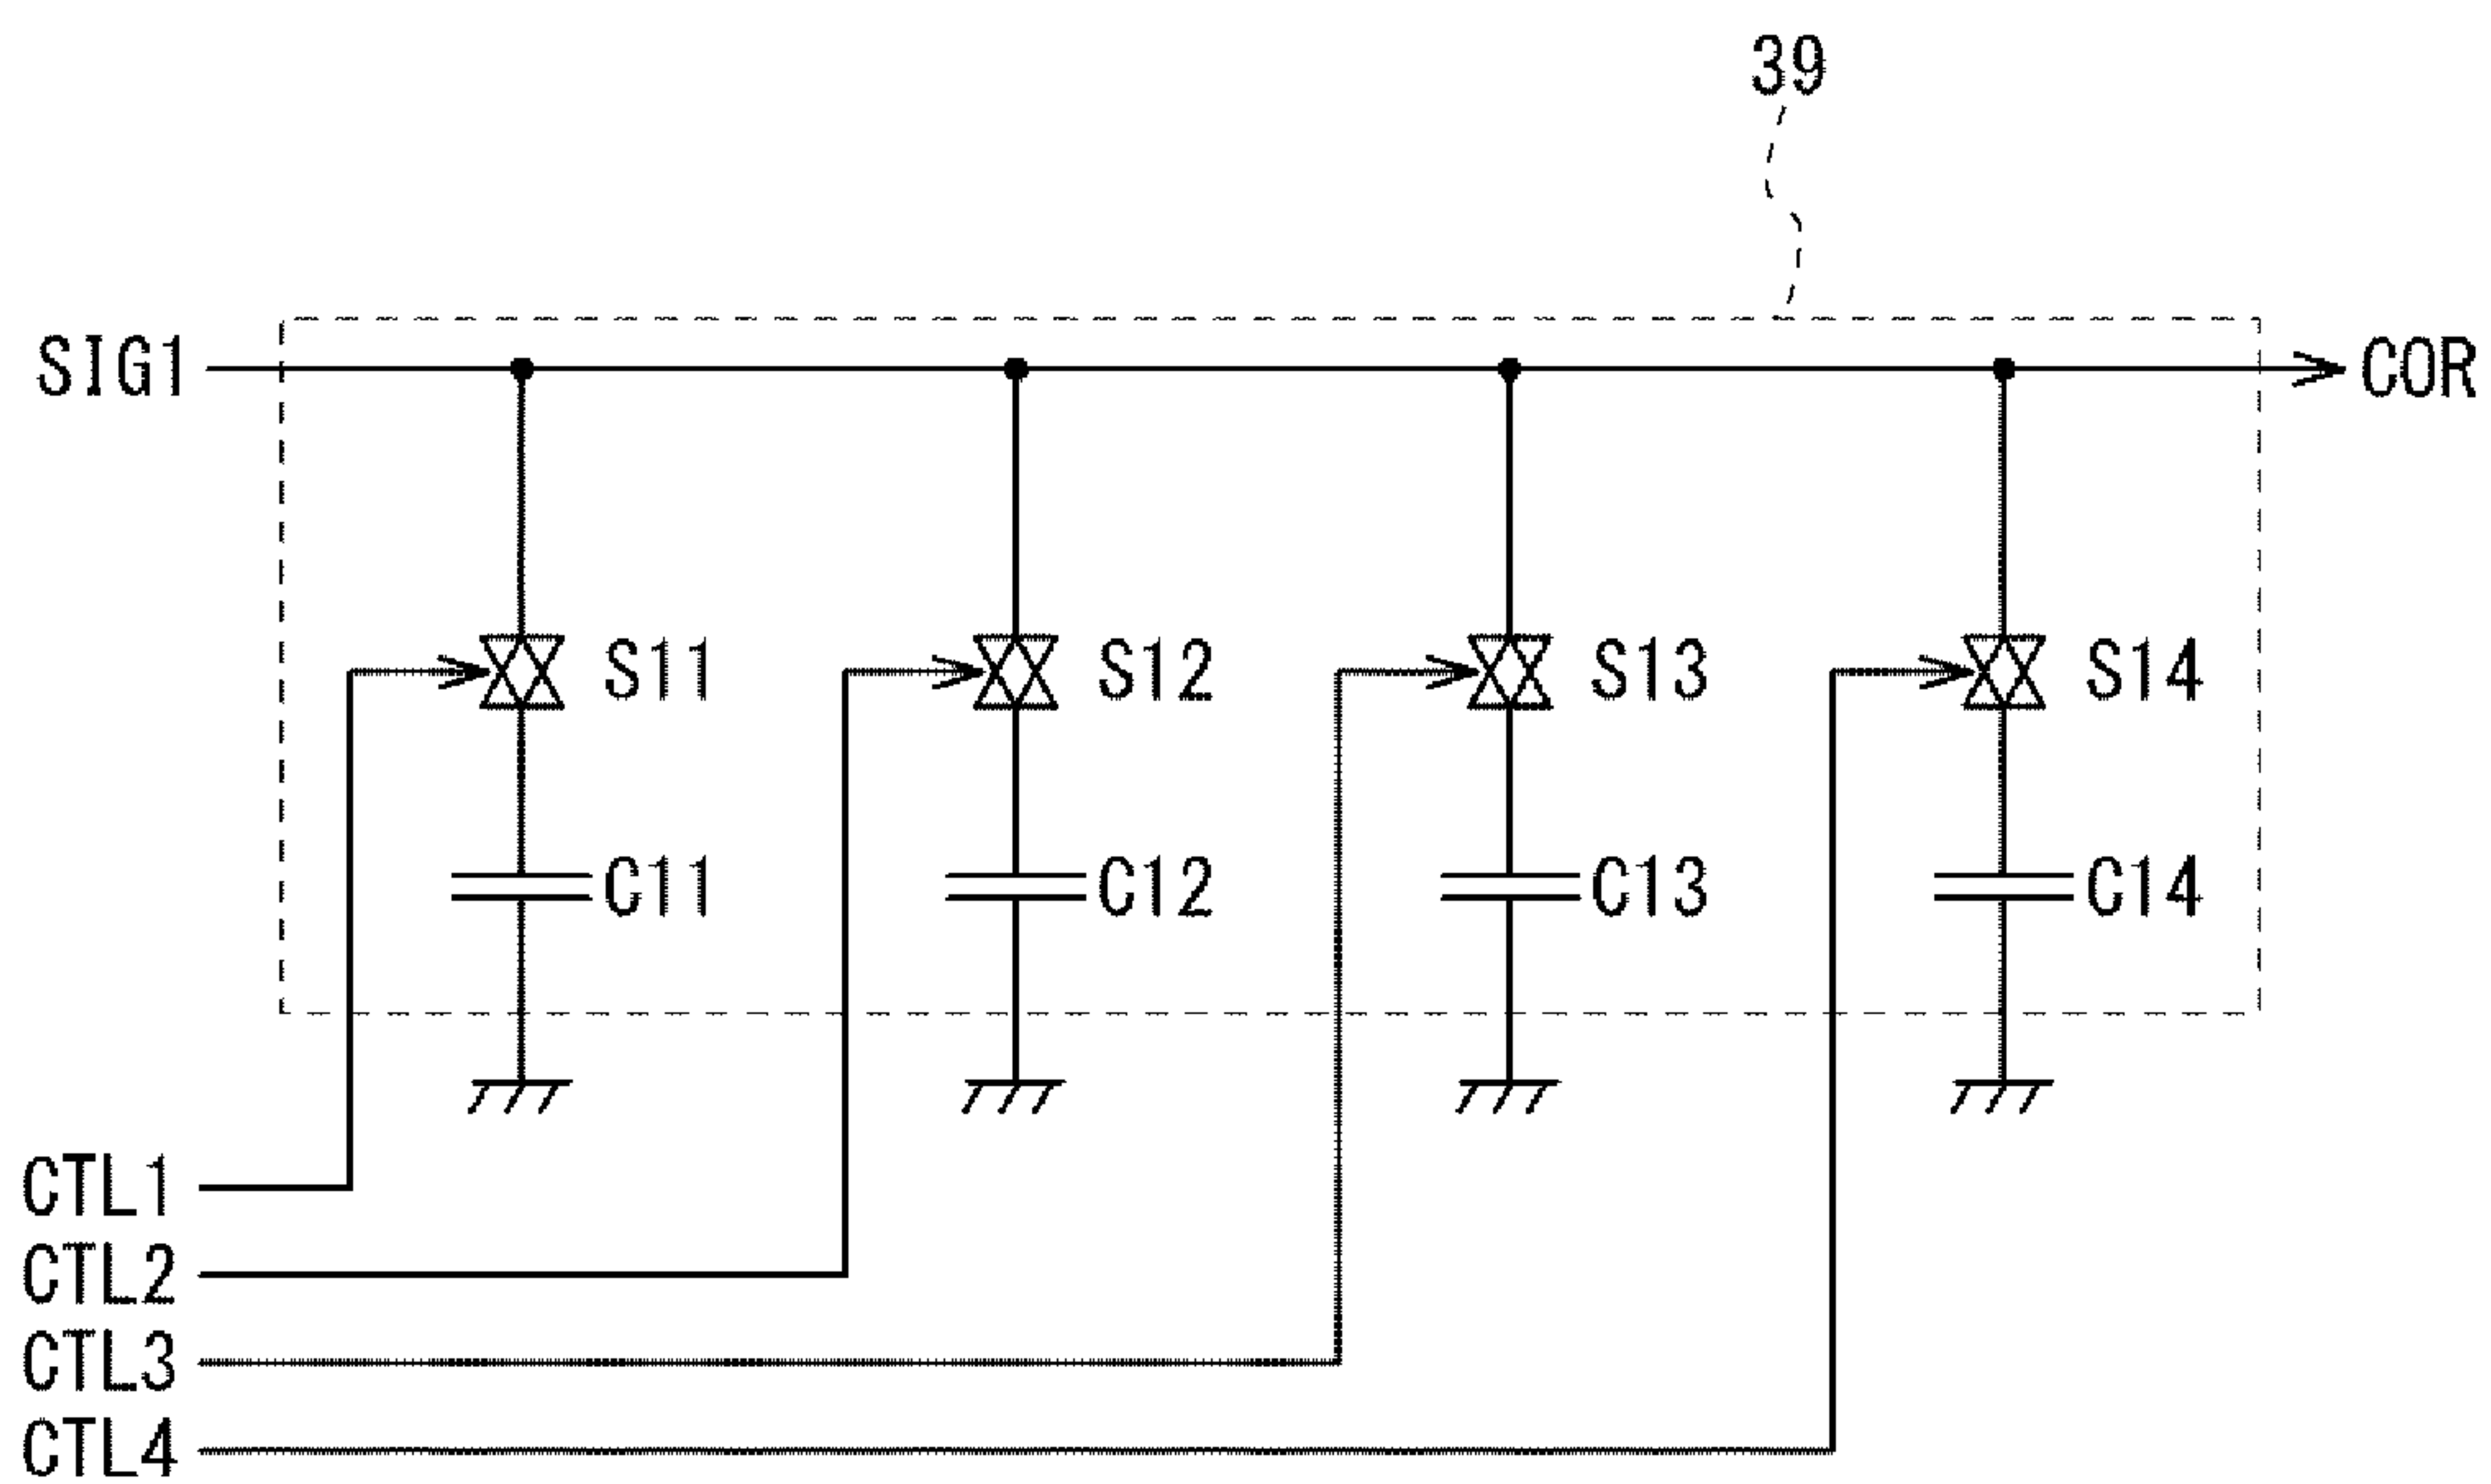 39
SIG1 COR
S11 S12 S13 S14
C11 C12 C13 C14
CTL1
CTL2
CTL3
CTL4